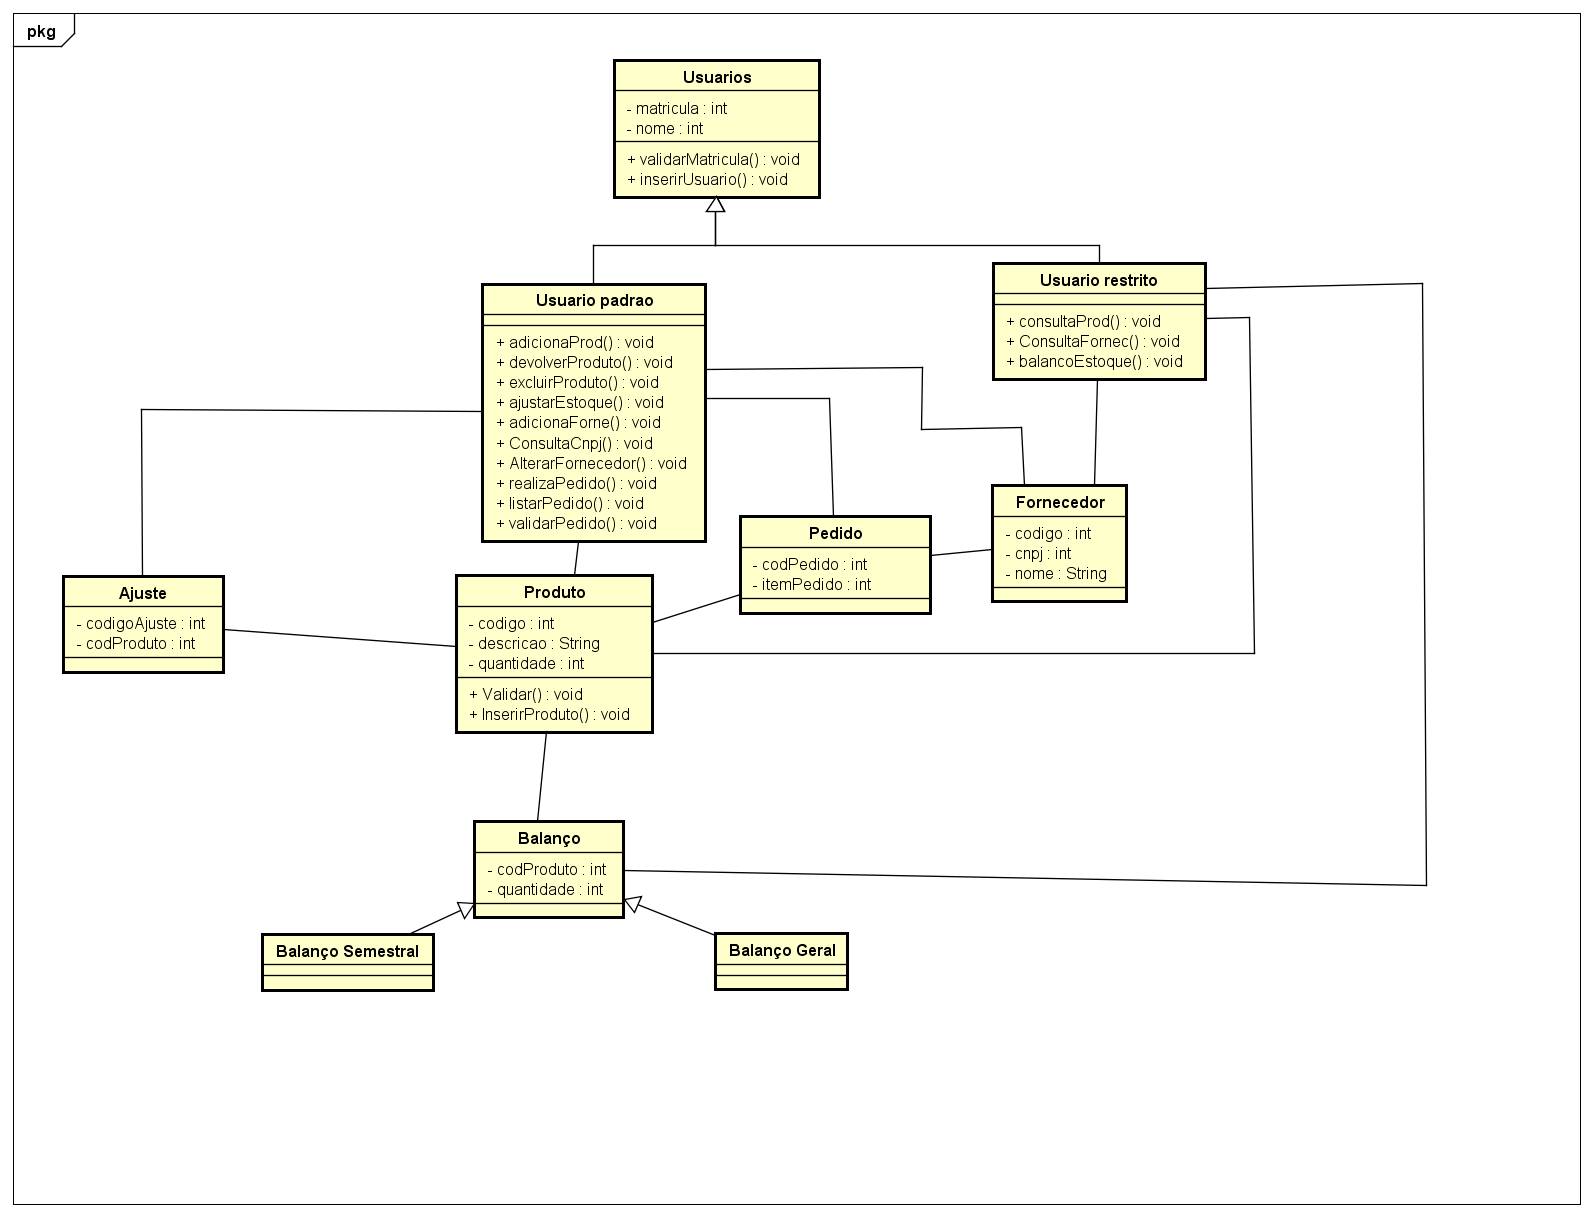 pkg
Usuarios
- matricula : int
- nome : int
+ validarMatricula() : void
+ inserirUsuario() : void
Usuario padrao
+ adicionaProd() : void
+ devolverProduto() : void
+ excluirProduto() : void
+ ajustarEstoque() : void
+ adicionaForne() : void
+ ConsultaCnpj() : void
+ AlterarFornecedor() : void
+ realizaPedido() : void
+ listarPedido() : void
+ validarPedido() : void
Usuario restrito
+ consultaProd() : void
+ ConsultaFornec() : void
+ balancoEstoque() : void
Fornecedor
- codigo : int
- cnpj : int
- nome : String
Pedido
- codPedido : int
- itemPedido : int
Ajuste
- codigoAjuste : int
- codProduto : int
Produto
- codigo : int
- descricao : String
- quantidade : int
+ Validar() : void
+ InserirProduto() : void
Balanço
- codProduto : int
- quantidade : int
Balanço Semestral
Balanço Geral